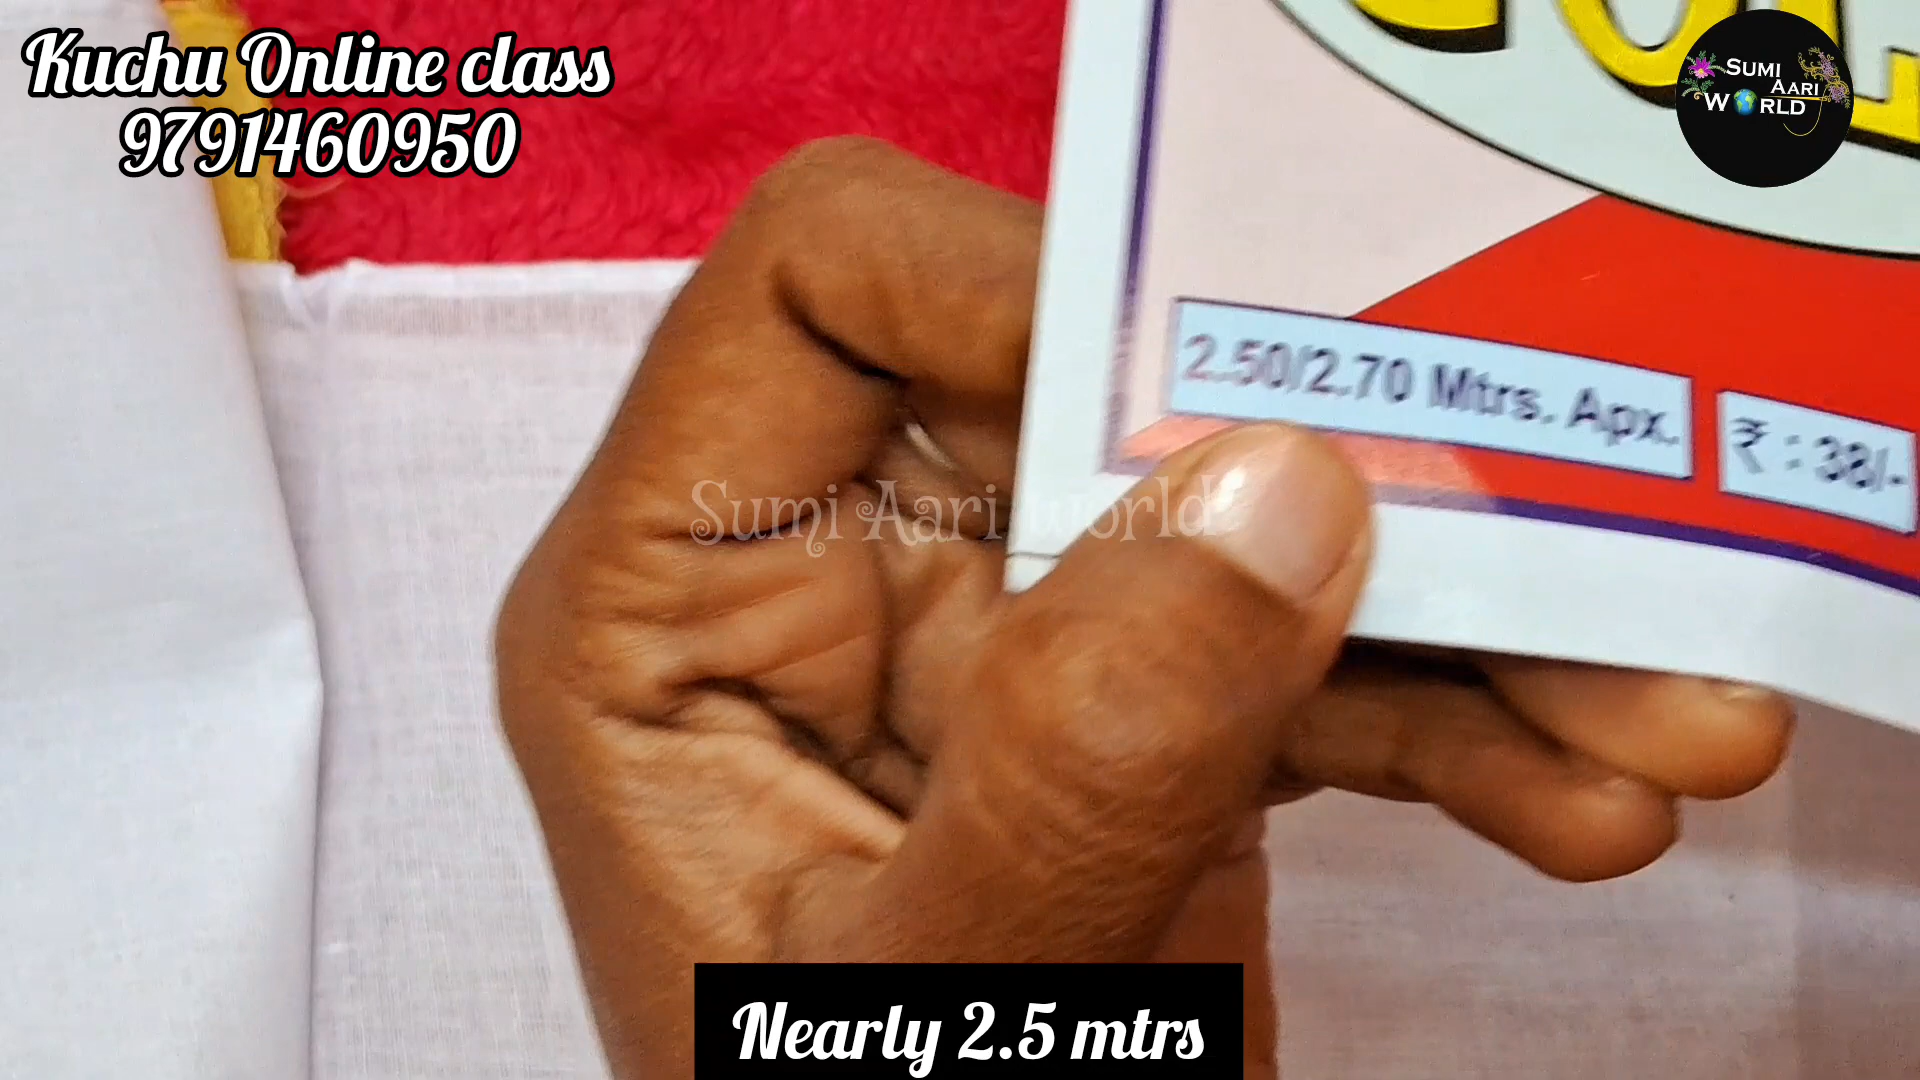 Kuchu Online class
9791460950
SUMI
AARI
WORLD
2.50/2.70 Mtrs. Apx.
₹ : 38/-
Sumi Aari world
Nearly 2.5 mtrs